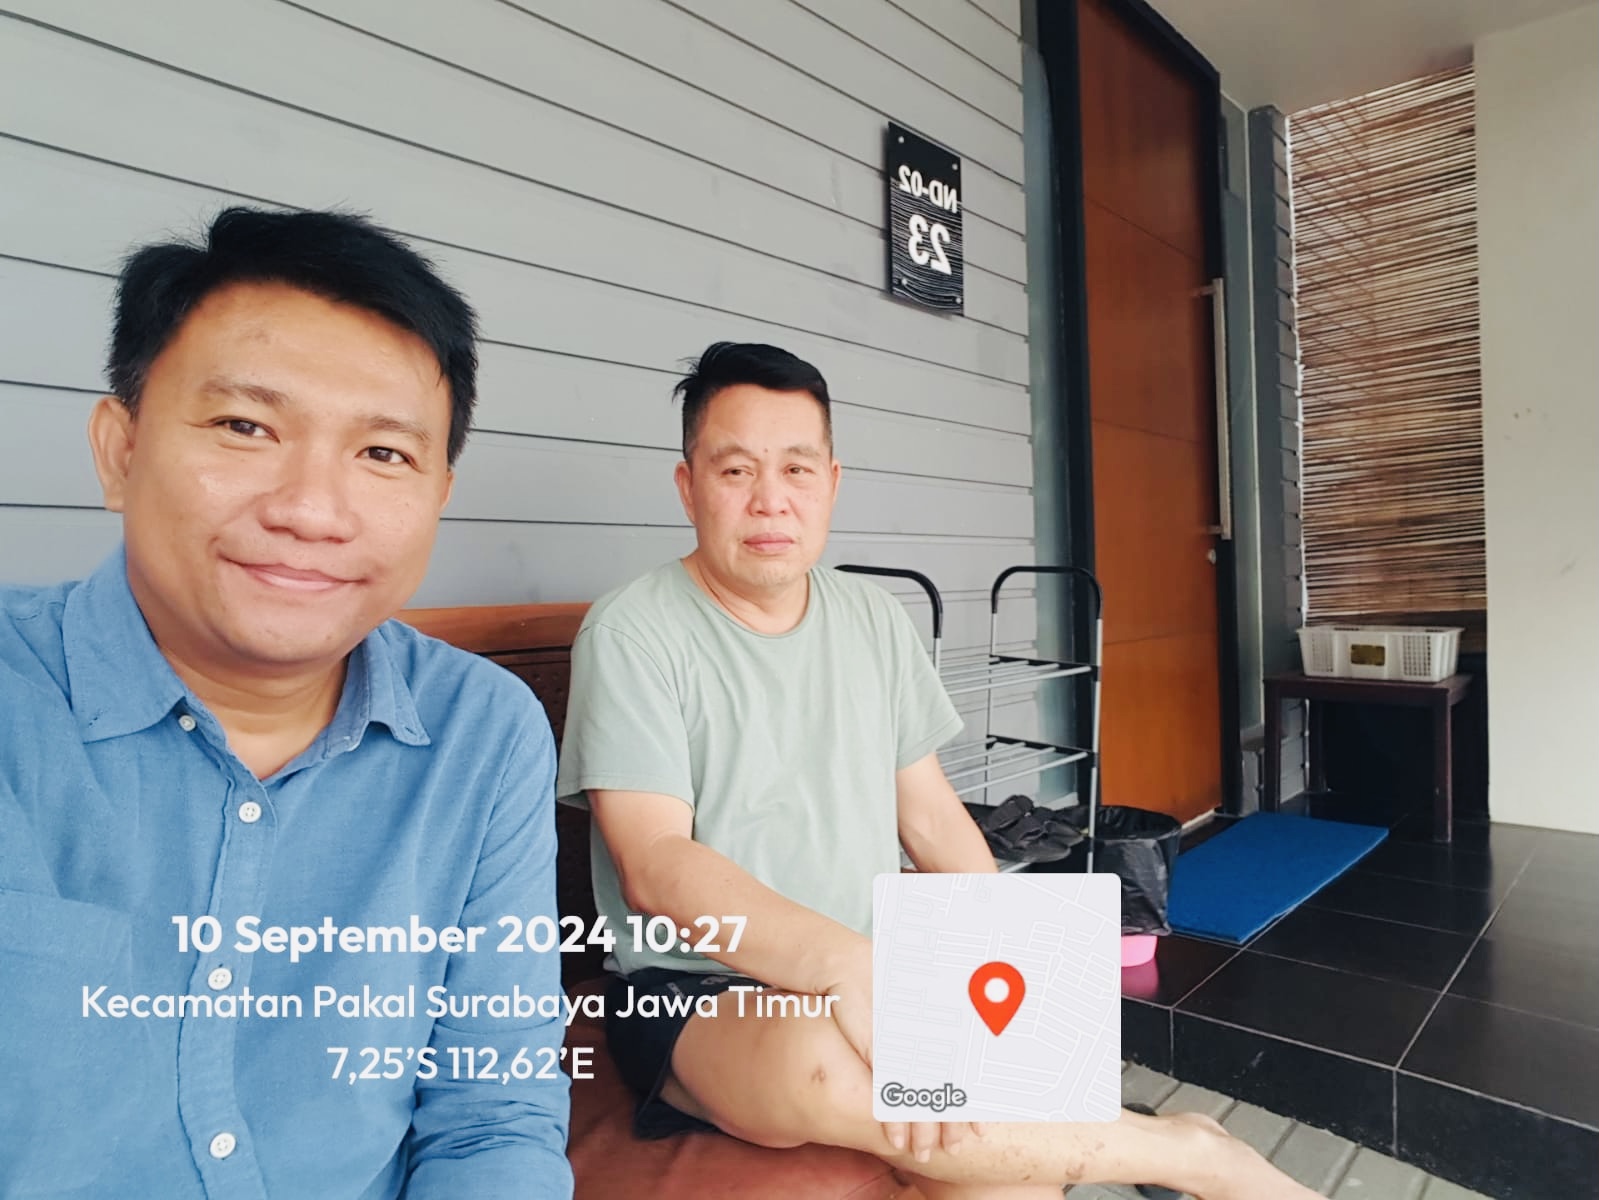 ND-02
23
10 September 2024 10:27
Kecamatan Pakal Surabaya Jawa Timur
7,25’S 112,62’E
Google